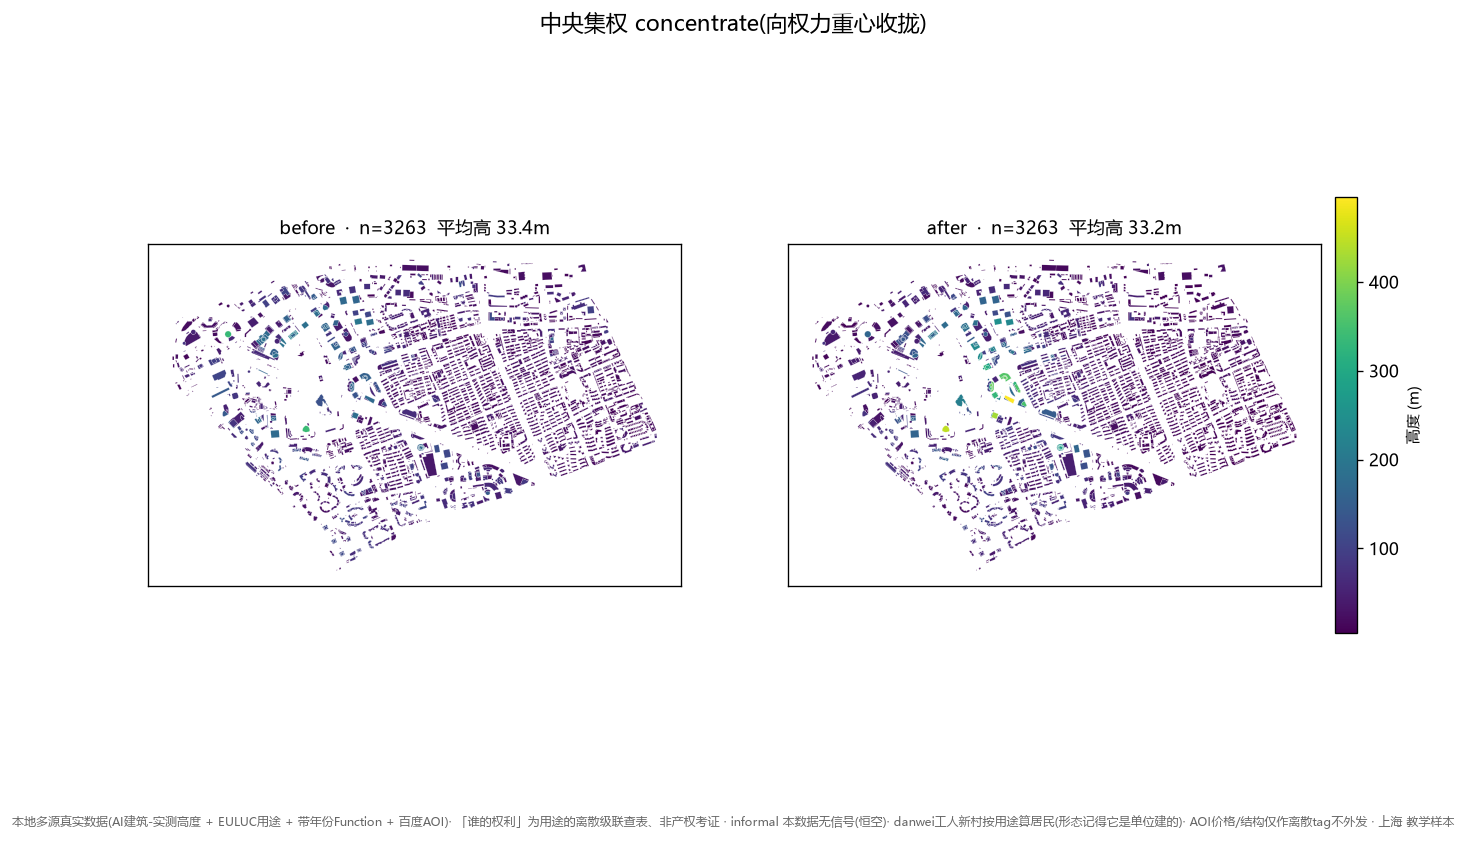 中央集权 concentrate(向权力重心收拢)
before · n=3263 平均高 33.4m
after · n=3263 平均高 33.2m
400
300
200
100
高度 (m)
本地多源真实数据(AI建筑-实测高度 + EULUC用途 + 带年份Function + 百度AOI)· 「谁的权利」为用途的离散级联查表、非产权考证 · informal 本数据无信号(恒空)· danwei工人新村按用途算居民(形态记得它是单位建的)· AOI价格/结构仅作离散tag不外发 · 上海 教学样本